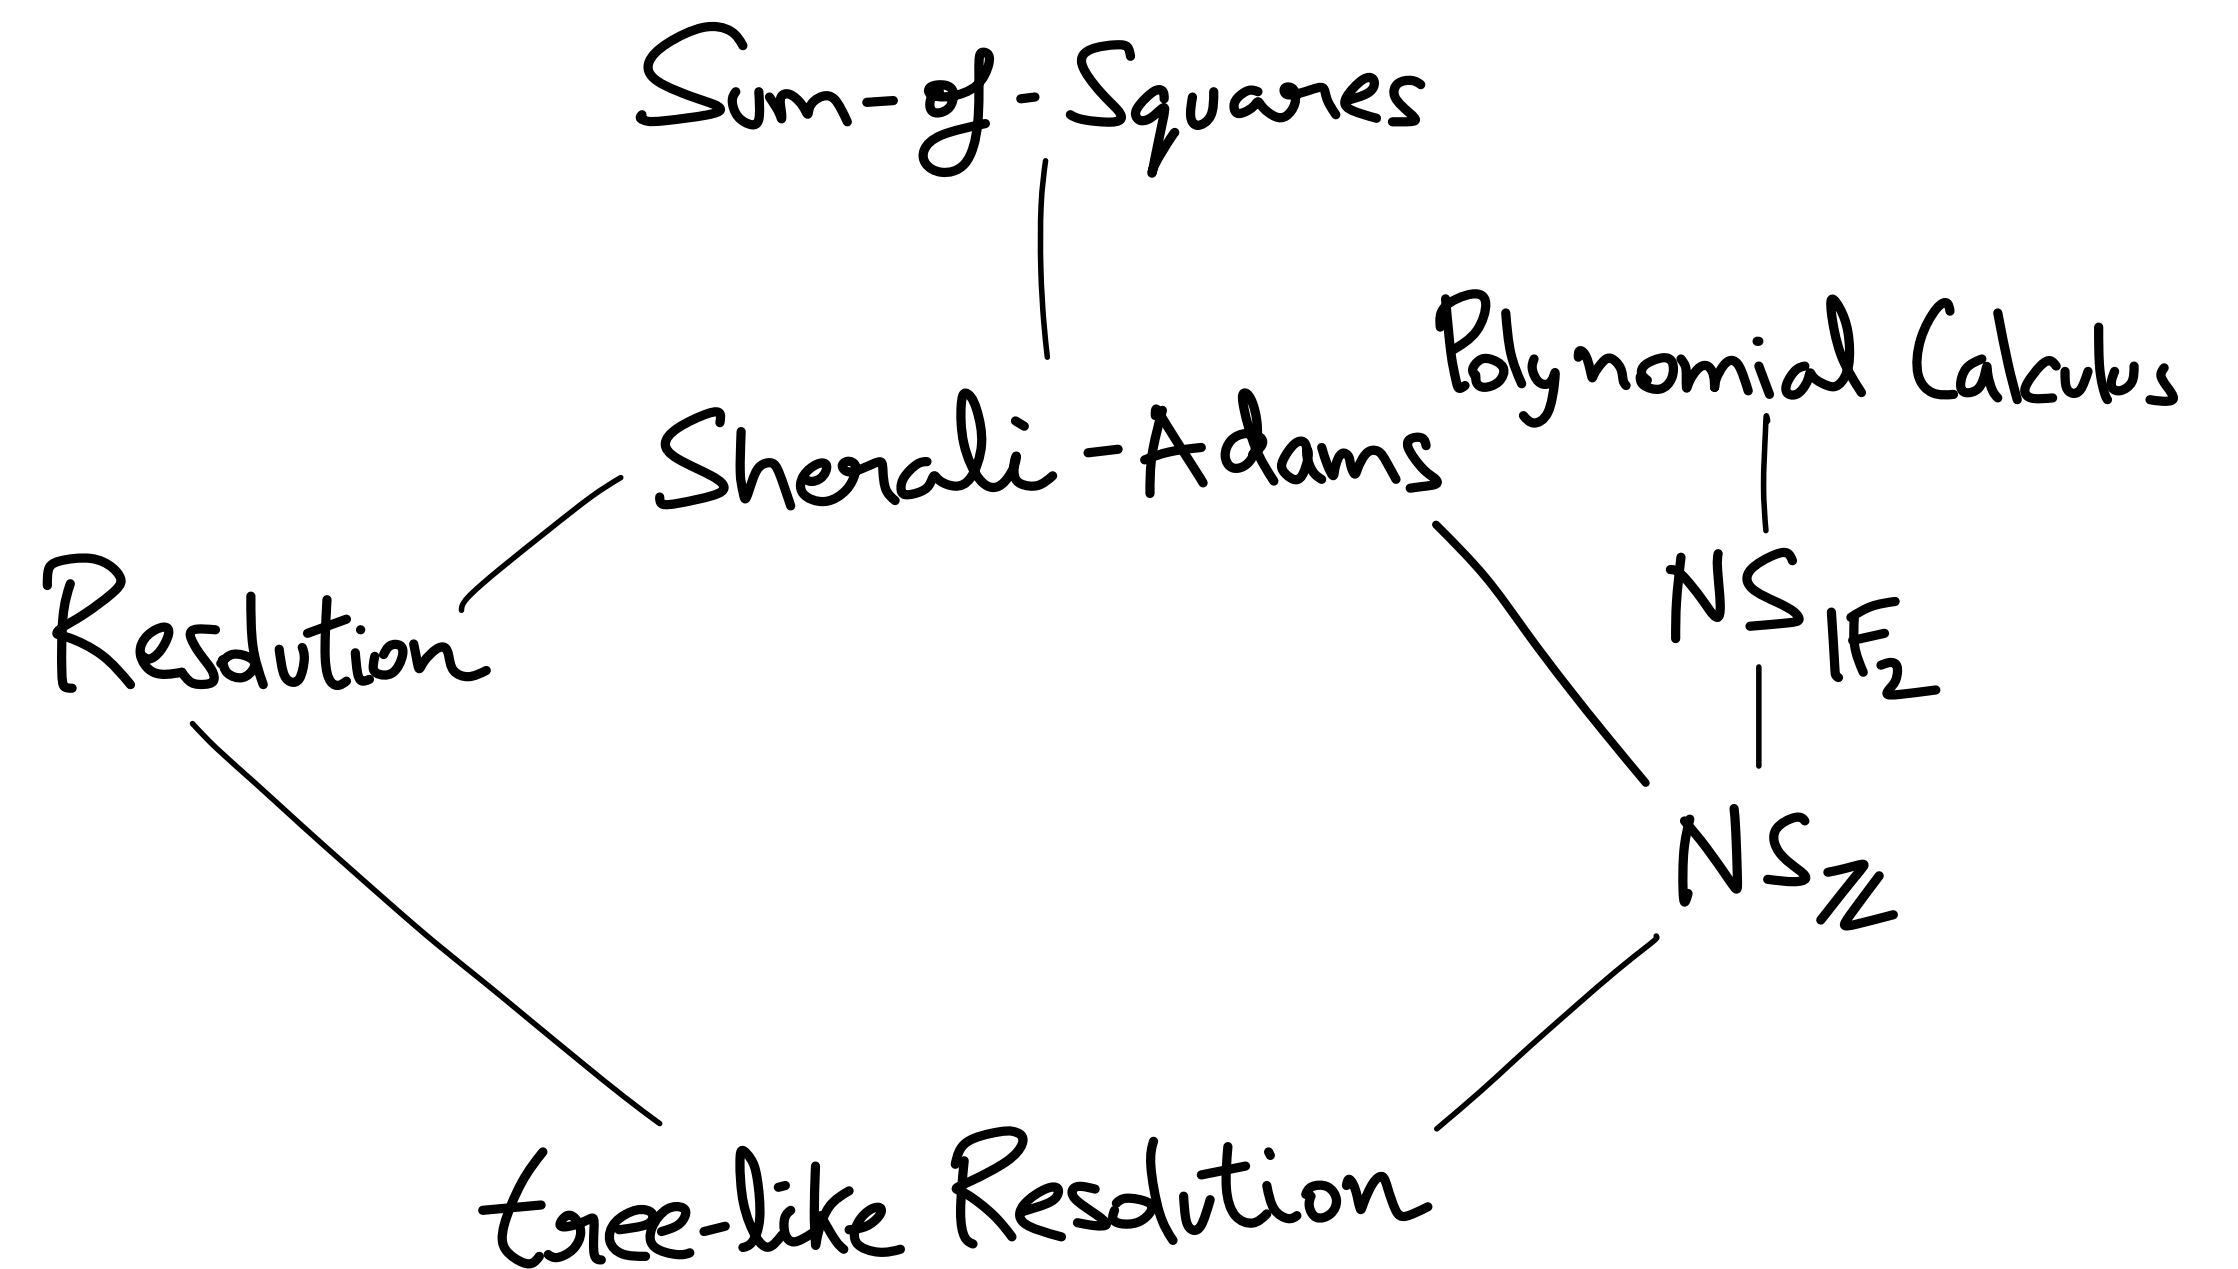 Sum-of-Squares
Polynomial Calculus
Sherali-Adams
Resolution
NS𝔽₂
NSℤ
tree-like Resolution